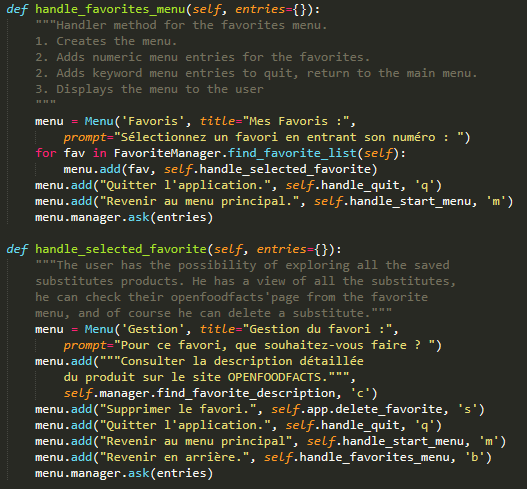 def handle_favorites_menu(self, entries={}):
    """Handler method for the favorites menu.
    1. Creates the menu.
    2. Adds numeric menu entries for the favorites.
    2. Adds keyword menu entries to quit, return to the main menu.
    3. Displays the menu to the user
    """
    menu = Menu('Favoris', title="Mes Favoris :",
        prompt="Sélectionnez un favori en entrant son numéro : ")
    for fav in FavoriteManager.find_favorite_list(self):
        menu.add(fav, self.handle_selected_favorite)
    menu.add("Quitter l'application.", self.handle_quit, 'q')
    menu.add("Revenir au menu principal.", self.handle_start_menu, 'm')
    menu.manager.ask(entries)

def handle_selected_favorite(self, entries={}):
    """The user has the possibility of exploring all the saved
    substitutes products. He has a view of all the substitutes,
    he can check their openfoodfacts'page from the favorite
    menu, and of course he can delete a substitute."""
    menu = Menu('Gestion', title="Gestion du favori :",
        prompt="Pour ce favori, que souhaitez-vous faire ? ")
    menu.add("""Consulter la description détaillée
        du produit sur le site OPENFOODFACTS.""",
        self.manager.find_favorite_description, 'c')
    menu.add("Supprimer le favori.", self.app.delete_favorite, 's')
    menu.add("Quitter l'application.", self.handle_quit, 'q')
    menu.add("Revenir au menu principal", self.handle_start_menu, 'm')
    menu.add("Revenir en arrière.", self.handle_favorites_menu, 'b')
    menu.manager.ask(entries)